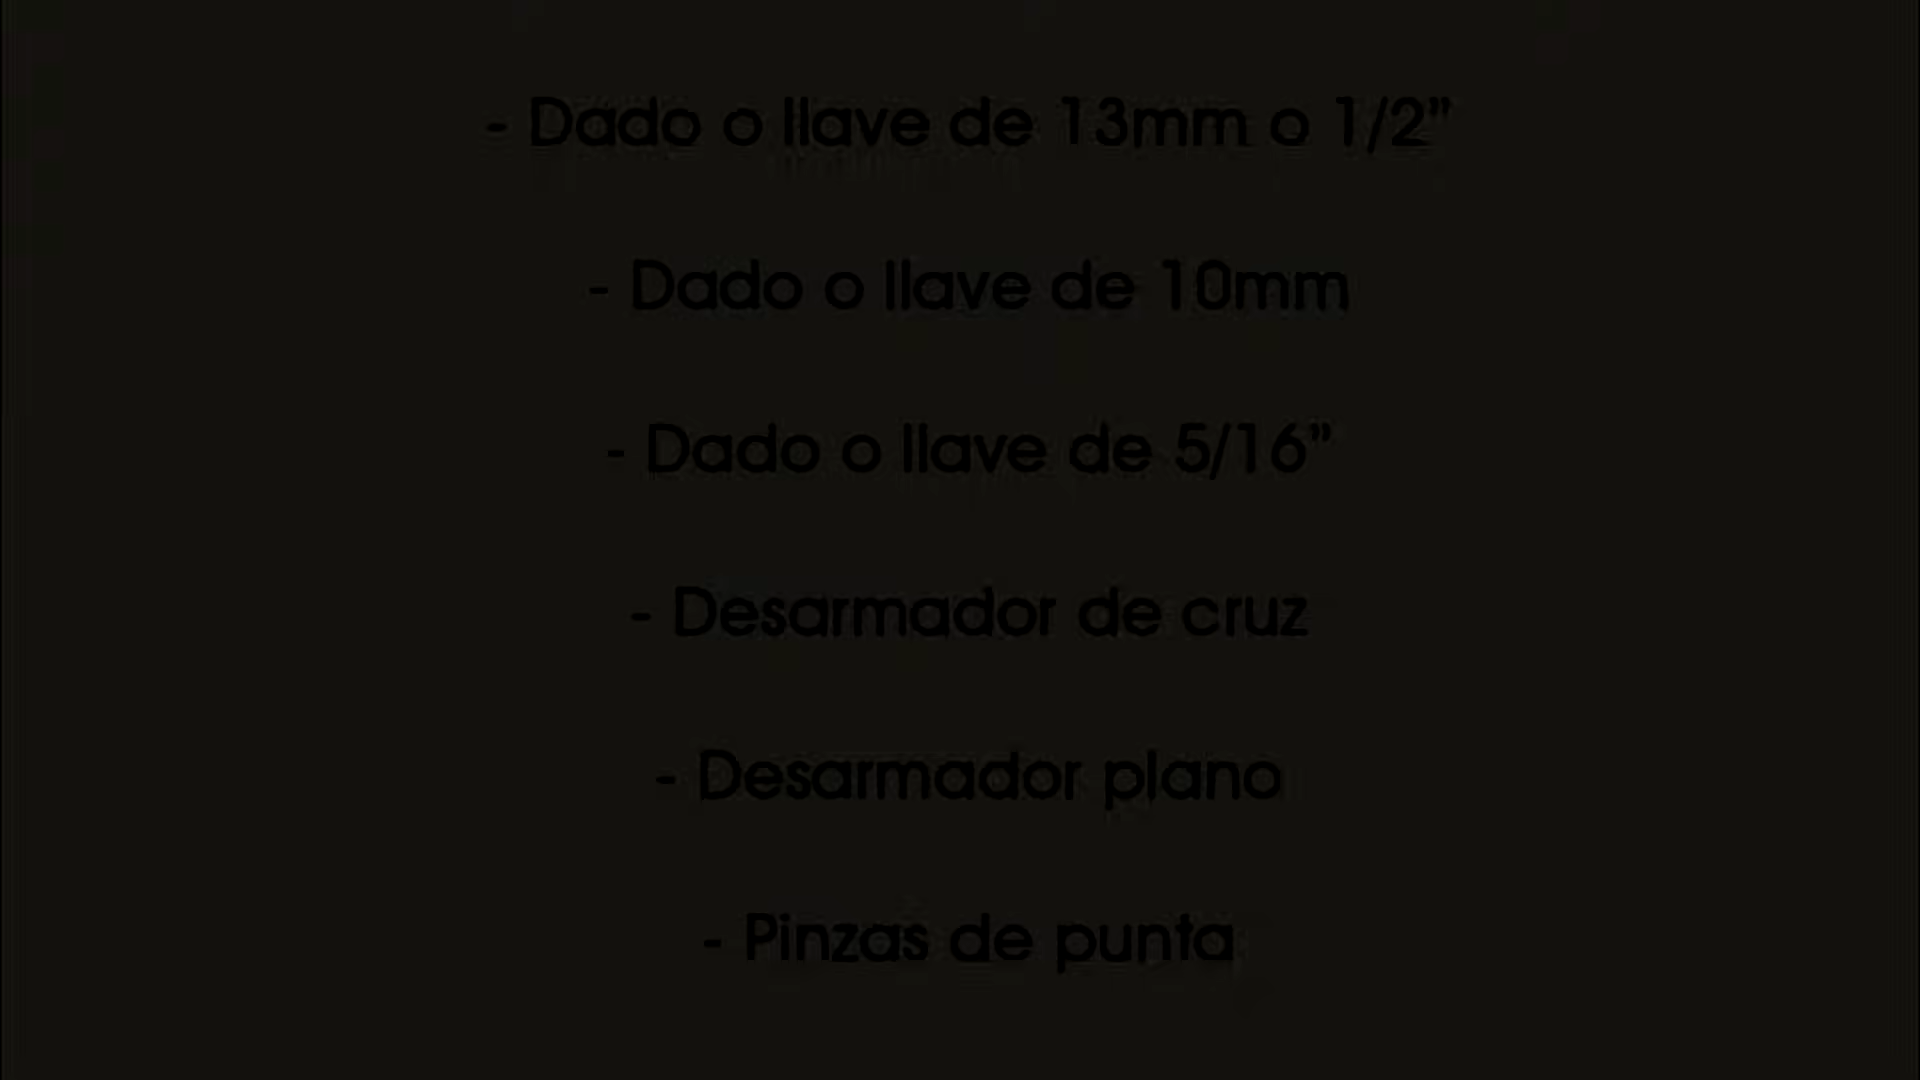 - Dado o llave de 13mm o 1/2”
- Dado o llave de 10mm
- Dado o llave de 5/16”
- Desarmador de cruz
- Desarmador plano
- Pinzas de punta